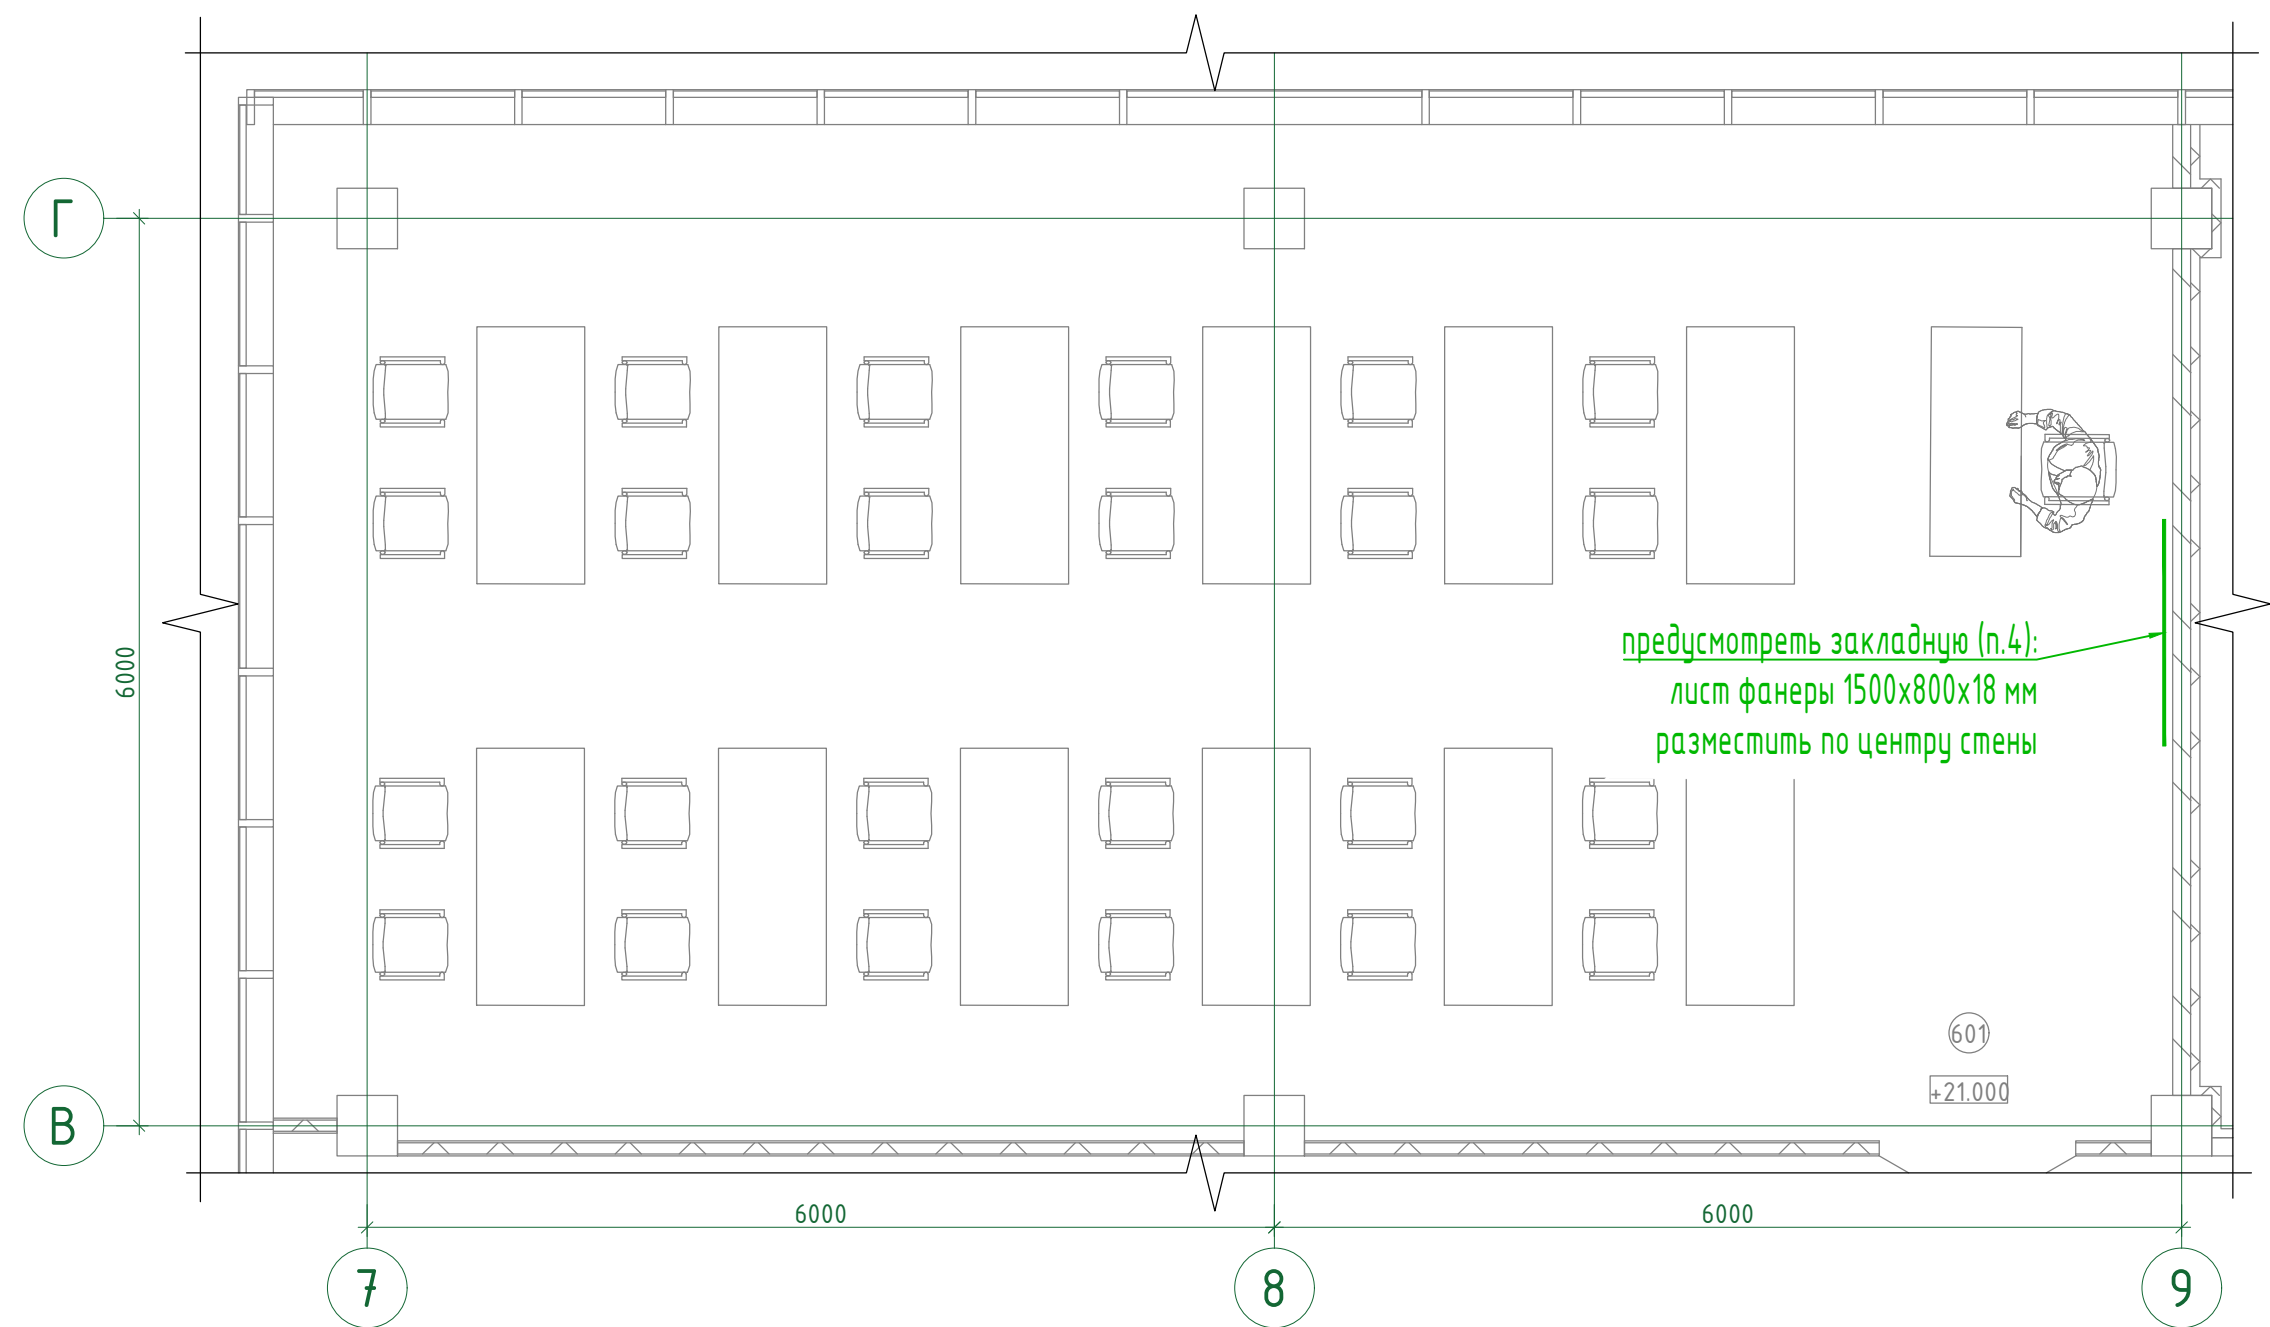 Г
6000
предусмотреть закладную (п.4):
лист фанеры 1500х800х18 мм
разместить по центру стены
601
+21.000
В
6000
6000
7
8
9